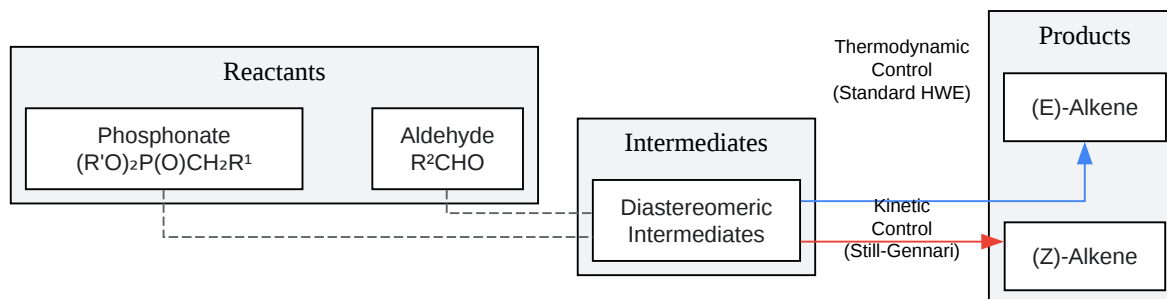 Reactants
Phosphonate
(R'O)₂P(O)CH₂R¹
Aldehyde
R²CHO
Intermediates
Diastereomeric
Intermediates
Thermodynamic
Control
(Standard HWE)
Kinetic
Control
(Still-Gennari)
Products
(E)-Alkene
(Z)-Alkene